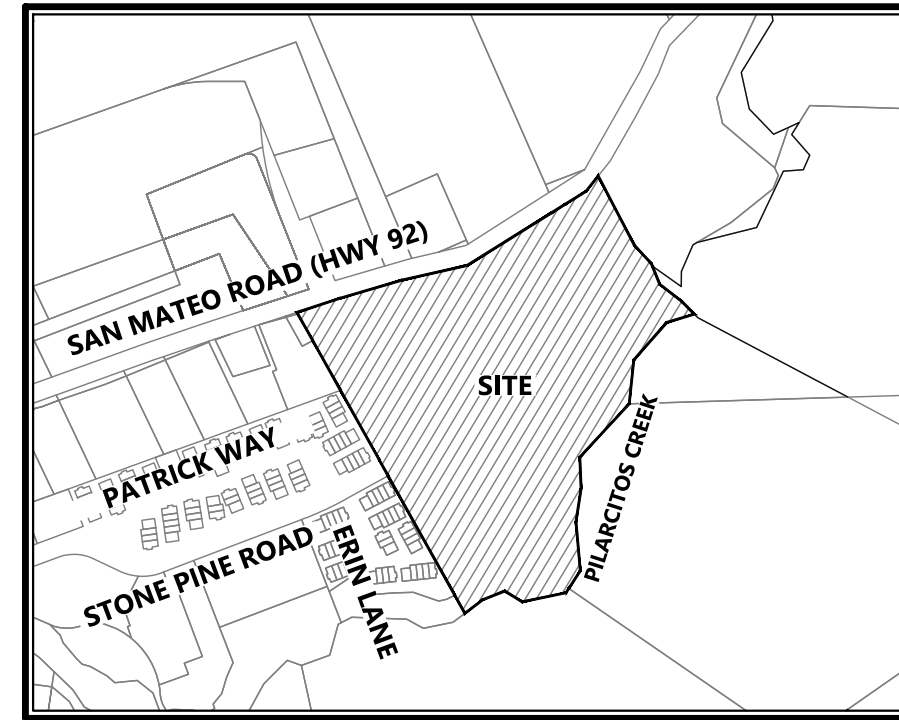 SAN MATEO ROAD (HWY 92)
SITE
PILARCITOS CREEK
PATRICK WAY
STONE PINE ROAD
ERIN LANE